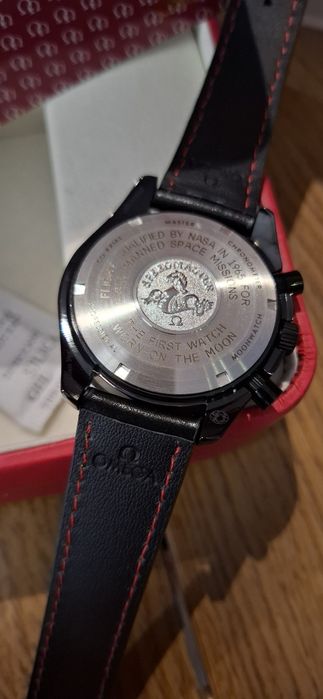 MASTER
CHRONOMETER
MOONWATCH
QUALIFIED BY NASA IN 1965 FOR
ALL MANNED SPACE MISSIONS
SPEEDMASTER
THE FIRST WATCH
WORN ON THE MOON
Ω
OMEGA